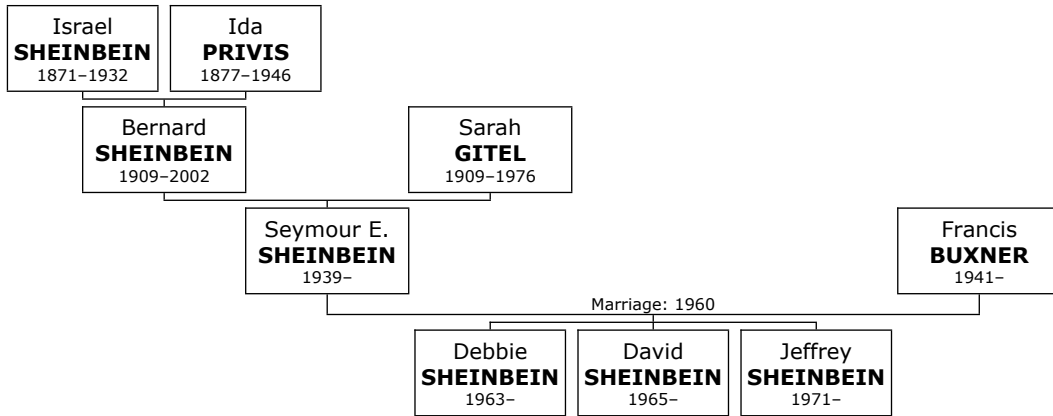 Israel
SHEINBEIN
1871–1932
Ida
PRIVIS
1877–1946
Bernard
SHEINBEIN
1909–2002
Sarah
GITEL
1909–1976
Seymour E.
SHEINBEIN
1939–
Francis
BUXNER
1941–
Marriage: 1960
Debbie
SHEINBEIN
1963–
David
SHEINBEIN
1965–
Jeffrey
SHEINBEIN
1971–